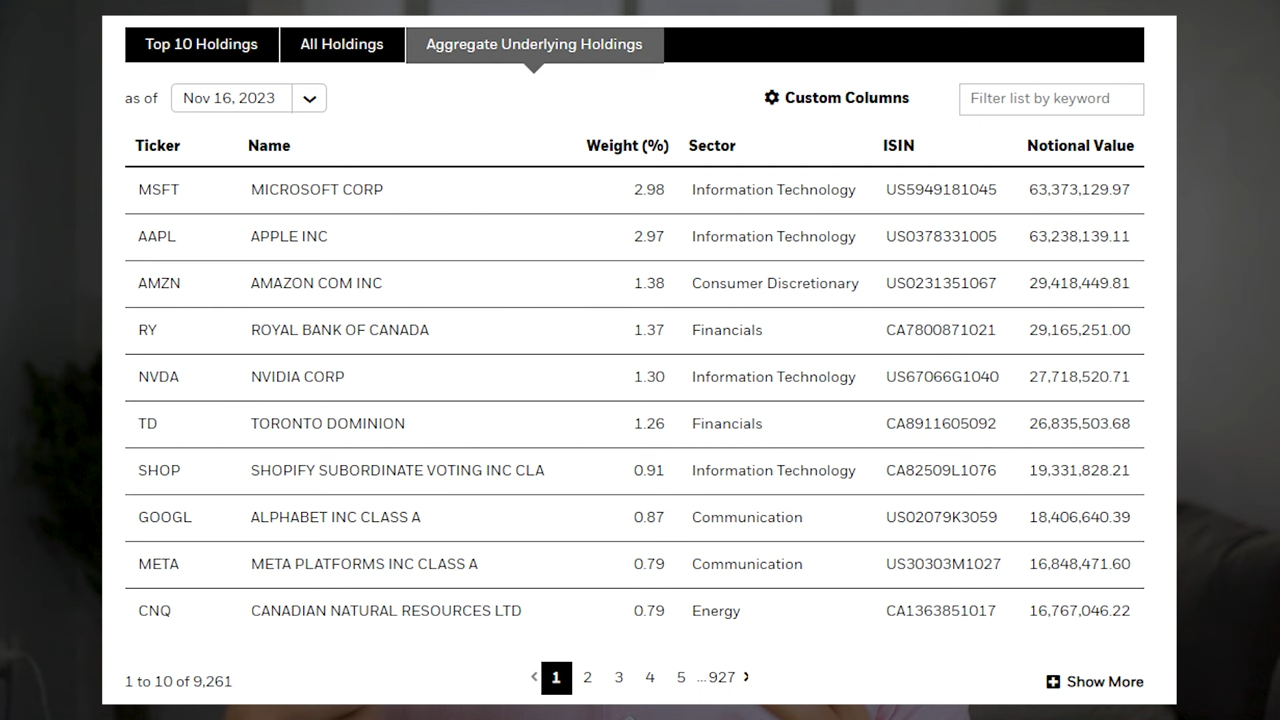 Top 10 Holdings All Holdings Aggregate Underlying Holdings
as of Nov 16, 2023 Custom Columns Filter list by keyword
Ticker Name Weight (%) Sector ISIN Notional Value
MSFT MICROSOFT CORP 2.98 Information Technology US5949181045 63,373,129.97
AAPL APPLE INC 2.97 Information Technology US0378331005 63,238,139.11
AMZN AMAZON COM INC 1.38 Consumer Discretionary US0231351067 29,418,449.81
RY ROYAL BANK OF CANADA 1.37 Financials CA7800871021 29,165,251.00
NVDA NVIDIA CORP 1.30 Information Technology US67066G1040 27,718,520.71
TD TORONTO DOMINION 1.26 Financials CA8911605092 26,835,503.68
SHOP SHOPIFY SUBORDINATE VOTING INC CLA 0.91 Information Technology CA82509L1076 19,331,828.21
GOOGL ALPHABET INC CLASS A 0.87 Communication US02079K3059 18,406,640.39
META META PLATFORMS INC CLASS A 0.79 Communication US30303M1027 16,848,471.60
CNQ CANADIAN NATURAL RESOURCES LTD 0.79 Energy CA1363851017 16,767,046.22
1 to 10 of 9,261 ‹ 1 2 3 4 5 ...927 › Show More